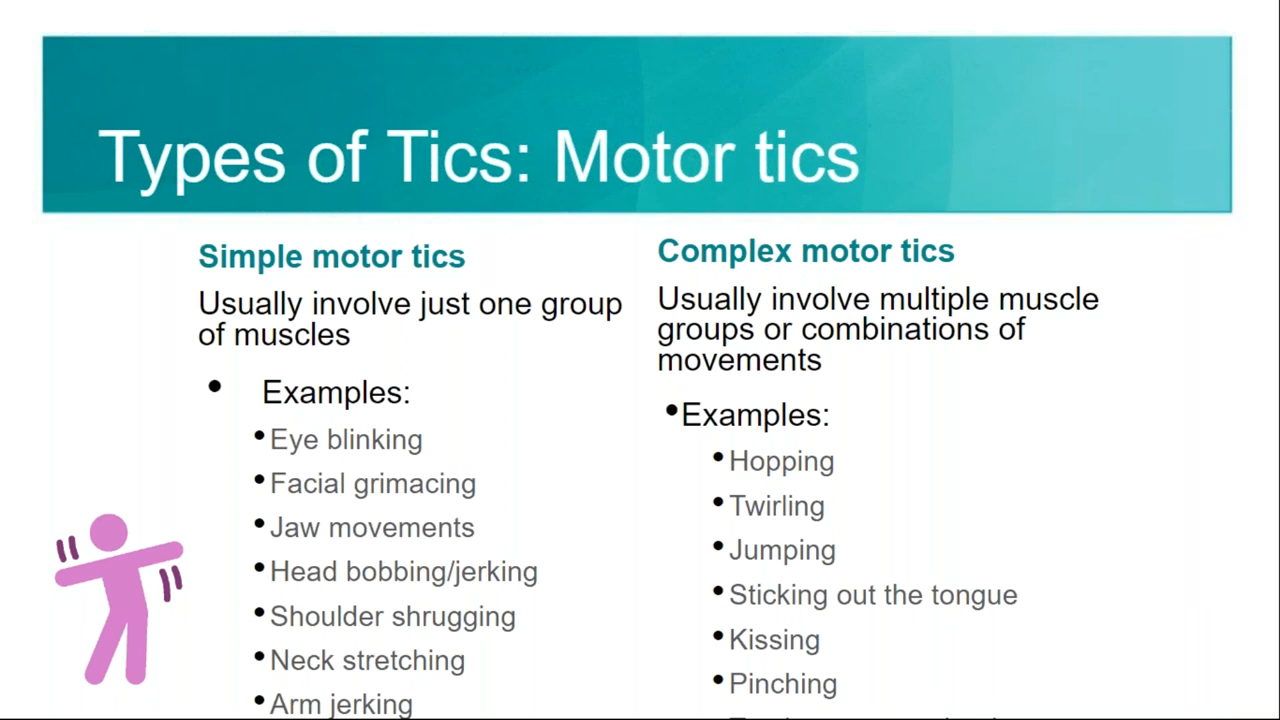 Types of Tics: Motor tics
Simple motor tics
Usually involve just one group
of muscles
• Examples:
• Eye blinking
• Facial grimacing
• Jaw movements
• Head bobbing/jerking
• Shoulder shrugging
• Neck stretching
• Arm jerking
Complex motor tics
Usually involve multiple muscle
groups or combinations of
movements
•Examples:
• Hopping
• Twirling
• Jumping
• Sticking out the tongue
• Kissing
• Pinching